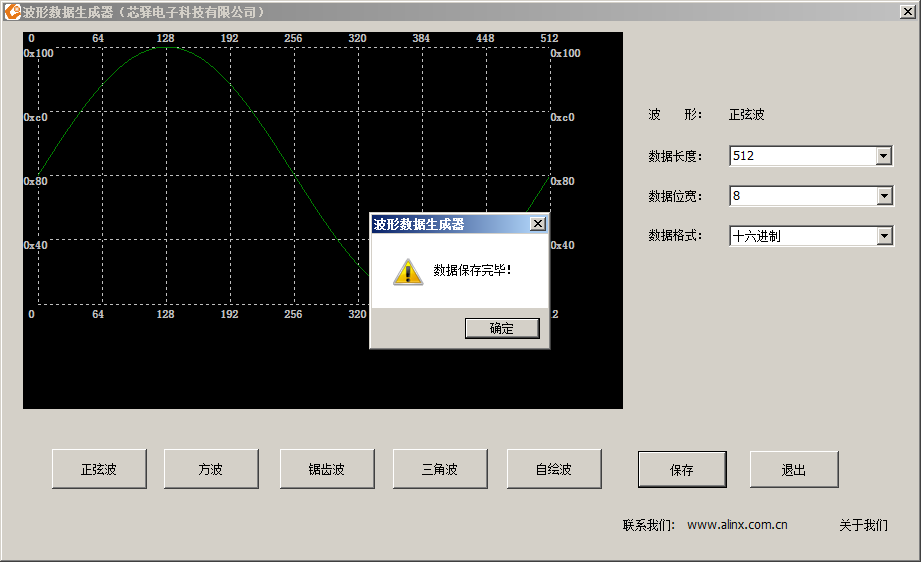 波形数据生成器（芯驿电子科技有限公司）
0 64 128 192 256 320 384 448 512
0x100 0x100
0xc0 0xc0
0x80 0x80
0x40 0x40
0 64 128 192 256 320 .2
波形： 正弦波
数据长度： 512
数据位宽： 8
数据格式： 十六进制
波形数据生成器
数据保存完毕！
确定
正弦波 方波 锯齿波 三角波 自绘波 保存 退出
联系我们： www.alinx.com.cn 关于我们